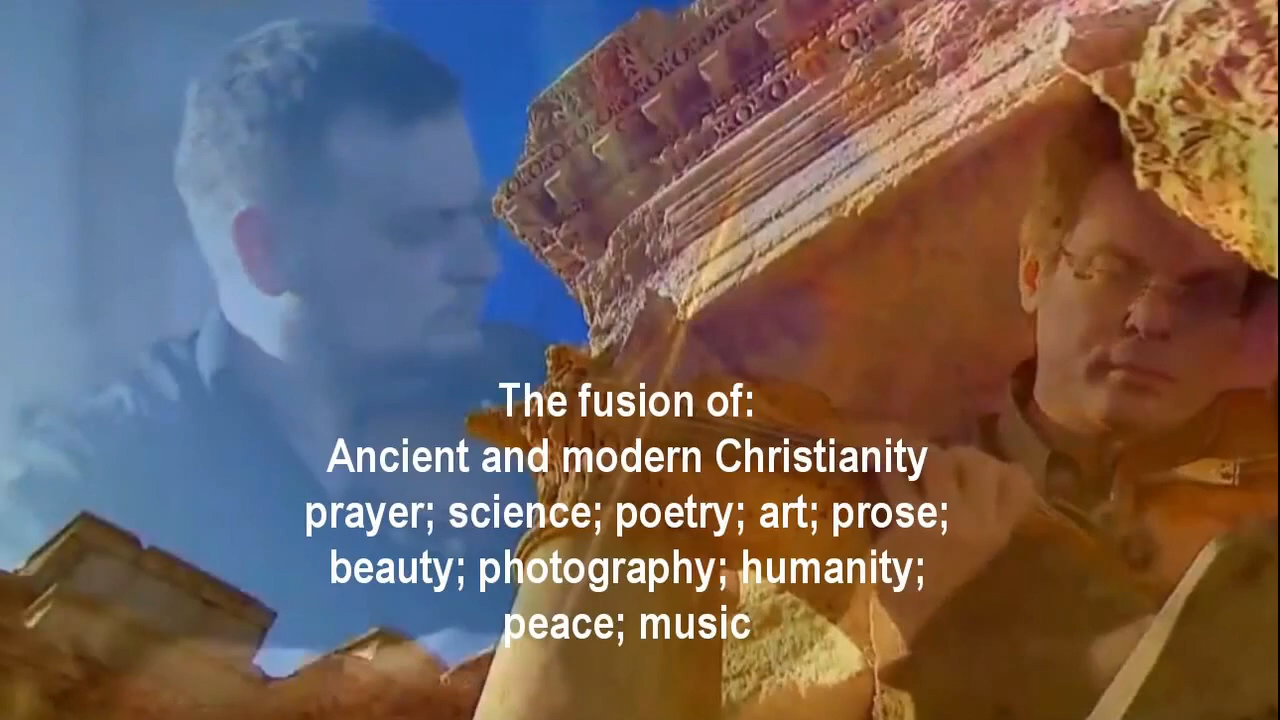 The fusion of:
Ancient and modern Christianity
prayer; science; poetry; art; prose;
beauty; photography; humanity;
peace; music